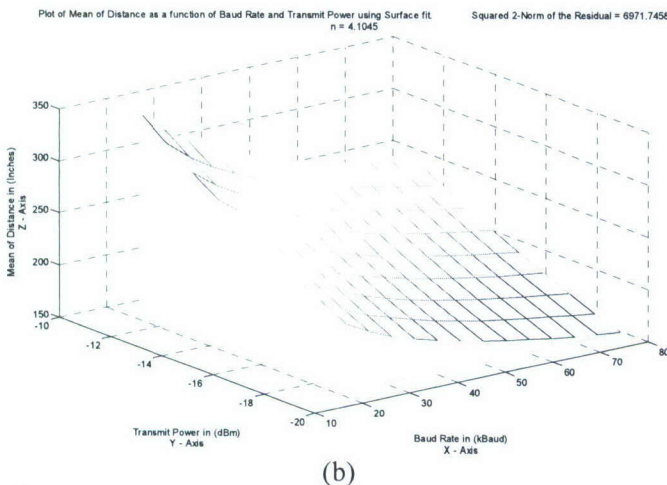 Plot of Mean of Distance as a function of Baud Rate and Transmit Power using Surface fit. Squared 2-Norm of the Residual = 6971.7458
n = 4.1045
350
300
250
200
150
Mean of Distance in (Inches)
Z - Axis
-10
-12
-14
-16
-18
-20
Transmit Power in (dBm)
Y - Axis
10
20
30
40
50
60
70
80
Baud Rate in (kBaud)
X - Axis
(b)